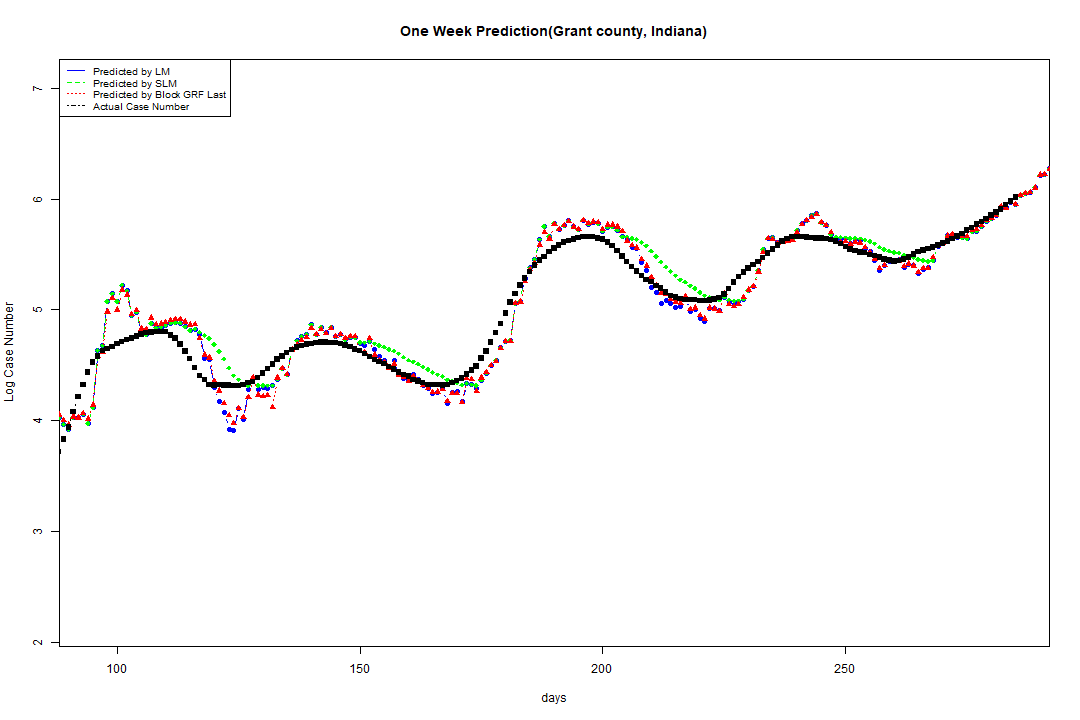 One Week Prediction(Grant county, Indiana)
Predicted by LM
Predicted by SLM
Predicted by Block GRF Last
Actual Case Number
7
6
5
4
3
2
Log Case Number
100 150 200 250
days